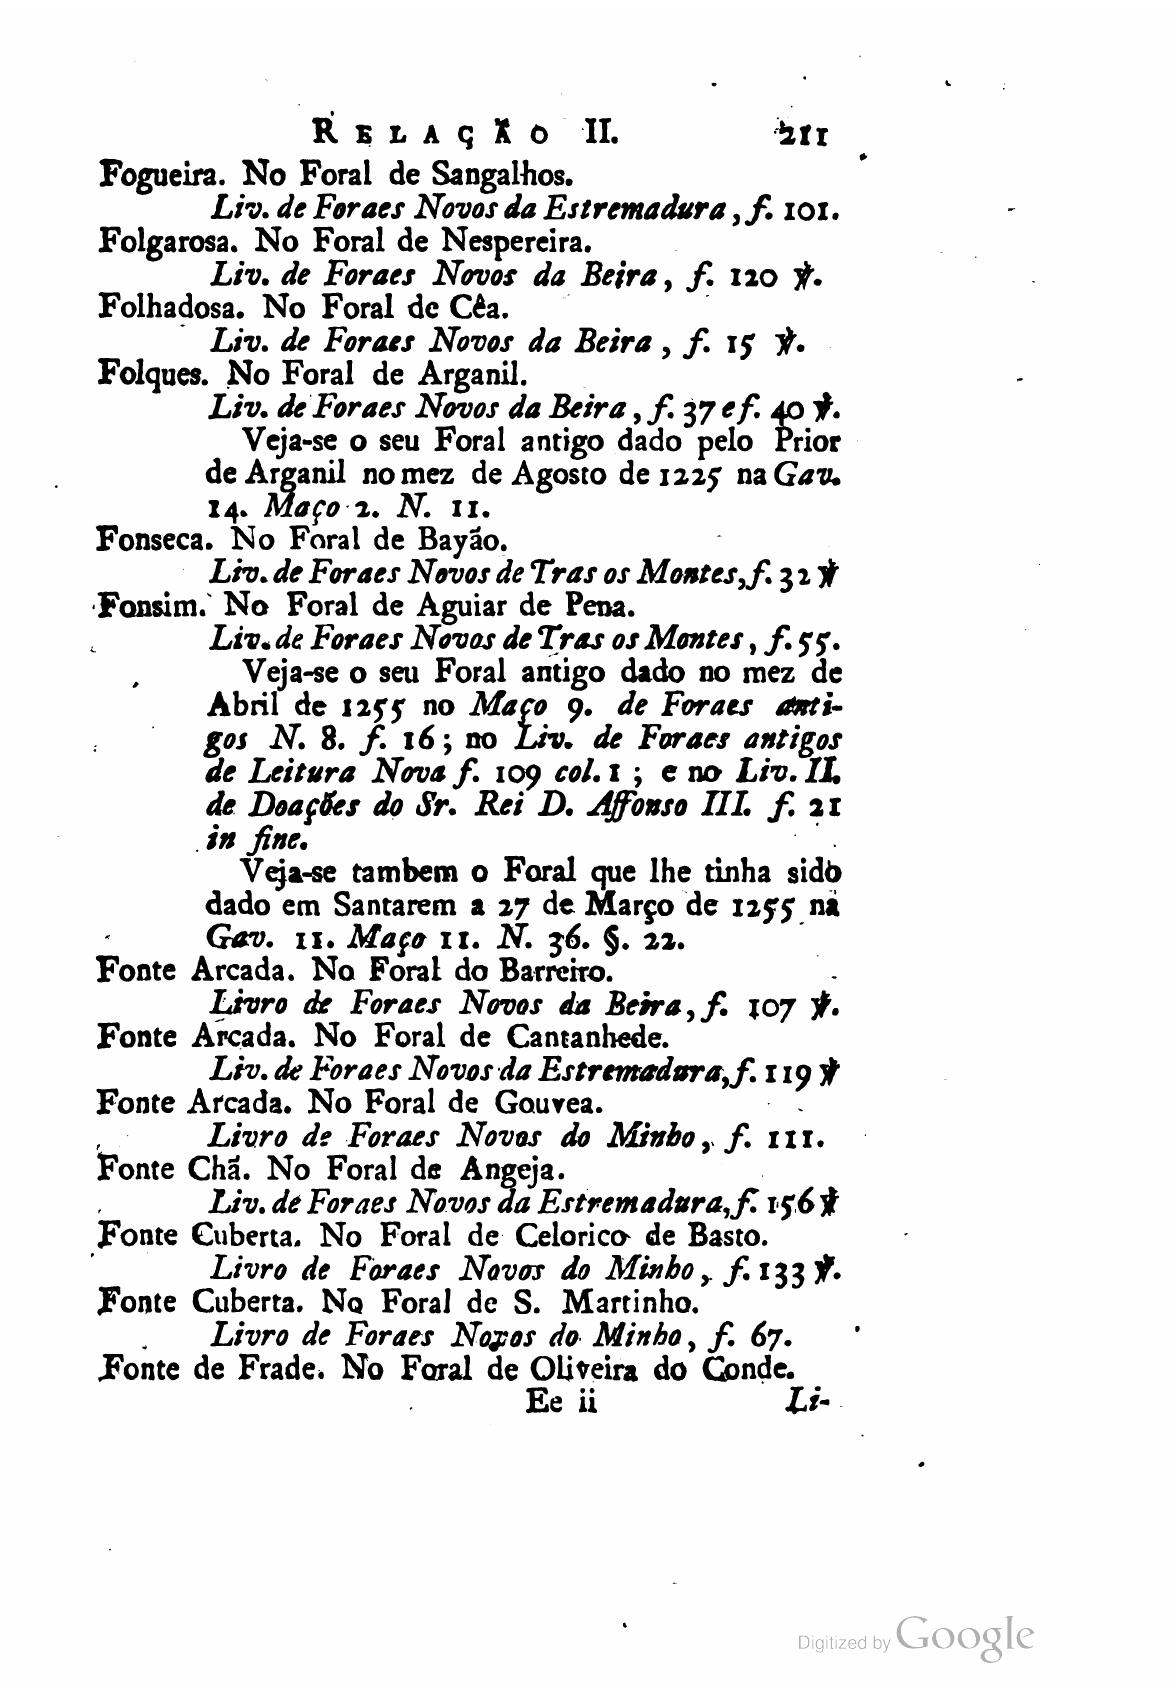 RELAÇÃO II. 211
Fogueira. No Foral de Sangalhos.
Liv. de Foraes Novos da Estremadura, f. 101.
Folgarosa. No Foral de Nespereira.
Liv. de Foraes Novos da Beira, f. 120 ℣.
Folhadosa. No Foral de Cêa.
Liv. de Foraes Novos da Beira, f. 15 ℣.
Folques. No Foral de Arganil.
Liv. de Foraes Novos da Beira, f. 37 e f. 40 ℣.
Veja-se o seu Foral antigo dado pelo Prior
de Arganil no mez de Agosto de 1225 na Gav.
14. Maço 2. N. 11.
Fonseca. No Foral de Bayão.
Liv. de Foraes Novos de Tras os Montes, f. 32 ℣
Fonsim. No Foral de Aguiar de Pena.
Liv. de Foraes Novos de Tras os Montes, f. 55.
Veja-se o seu Foral antigo dado no mez de
Abril de 1255 no Maço 9. de Foraes anti-
gos N. 8. f. 16; no Liv. de Foraes antigos
de Leitura Nova f. 109 col. 1; e no Liv. II.
de Doações do Sr. Rei D. Affonso III. f. 21
in fine.
Veja-se tambem o Foral que lhe tinha sido
dado em Santarem a 27 de Março de 1255 na
Gav. 11. Maço 11. N. 36. §. 22.
Fonte Arcada. No Foral do Barreiro.
Livro de Foraes Novos da Beira, f. 107 ℣.
Fonte Arcada. No Foral de Cantanhede.
Liv. de Foraes Novos da Estremadura, f. 119 ℣
Fonte Arcada. No Foral de Gouvea.
Livro de Foraes Novos do Minho, f. 111.
Fonte Chã. No Foral de Angeja.
Liv. de Foraes Novos da Estremadura, f. 156 ℣
Fonte Cuberta. No Foral de Celorico de Basto.
Livro de Foraes Novos do Minho, f. 133 ℣.
Fonte Cuberta. No Foral de S. Martinho.
Livro de Foraes Novos do Minho, f. 67.
Fonte de Frade. No Foral de Oliveira do Conde.
Ee ii Li-
Digitized by Google